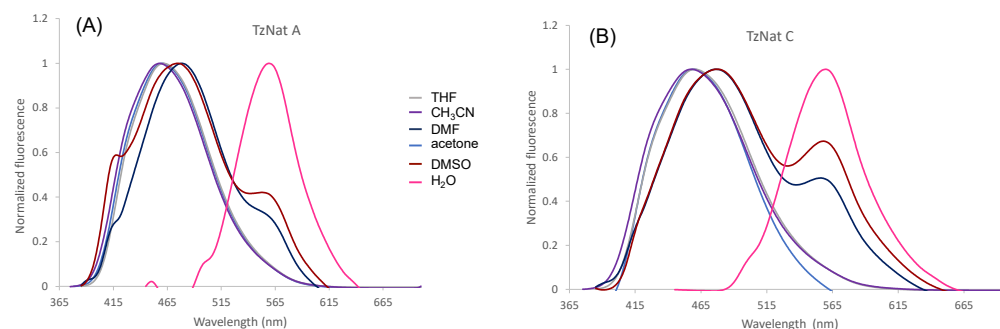 (A)
TzNat A
Normalized fluorescence
1.2
1
0.8
0.6
0.4
0.2
0
365 415 465 515 565 615 665
Wavelength (nm)
THF
CH₃CN
DMF
acetone
DMSO
H₂O
(B)
TzNat C
Normalized fluorescence
1.2
1
0.8
0.6
0.4
0.2
0
365 415 465 515 565 615 665
Wavelength (nm)